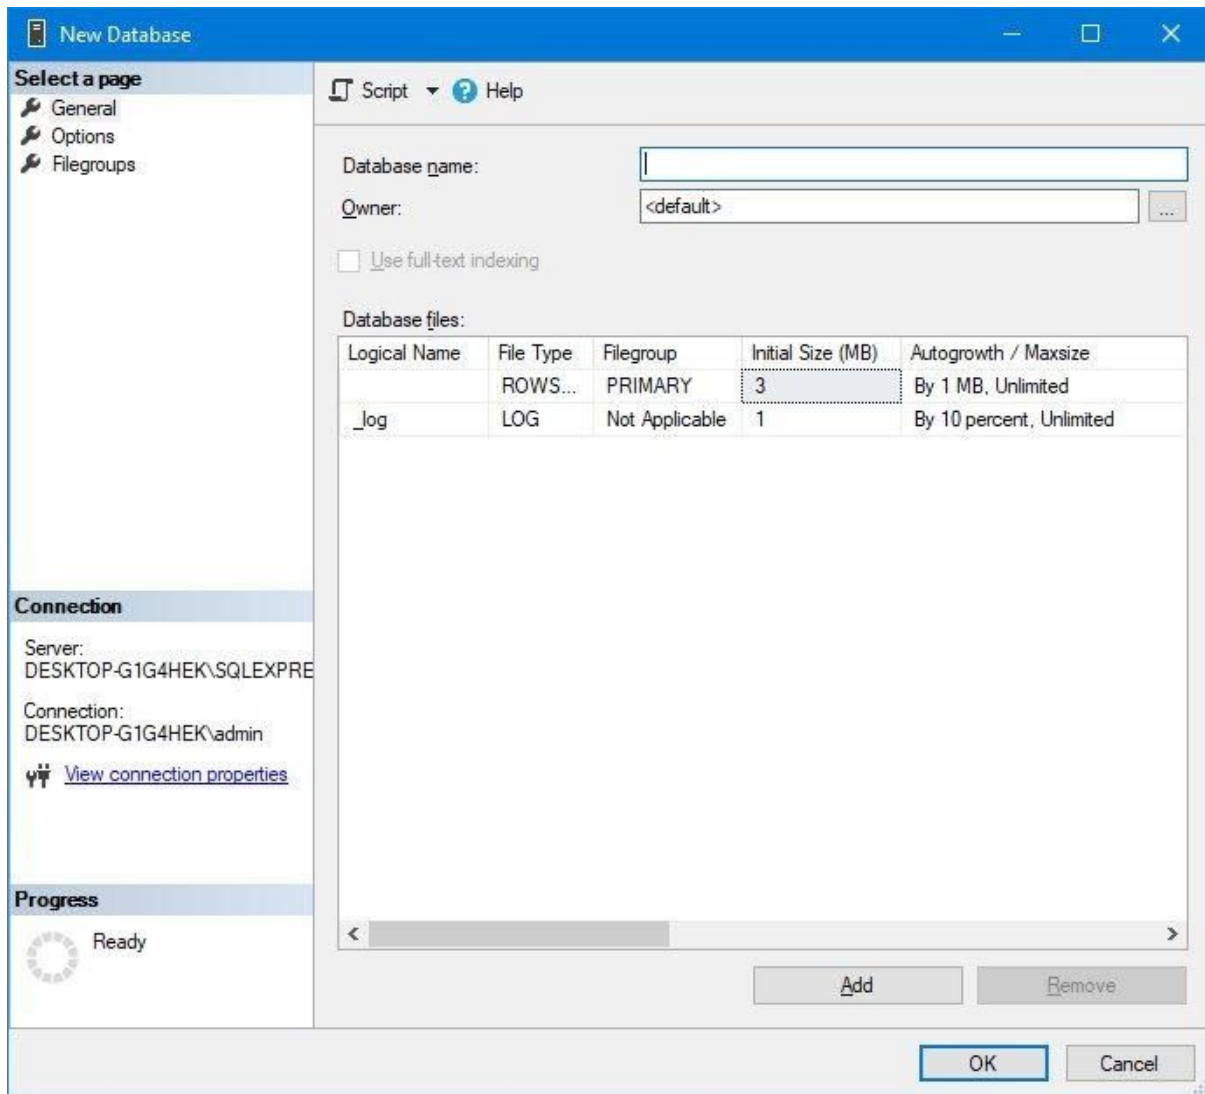 New Database
Select a page
General
Options
Filegroups
Script Help
Database name:
Owner: <default> ...
Use full-text indexing
Database files:
Logical Name File Type Filegroup Initial Size (MB) Autogrowth / Maxsize
ROWS... PRIMARY 3 By 1 MB, Unlimited
_log LOG Not Applicable 1 By 10 percent, Unlimited
Connection
Server:
DESKTOP-G1G4HEK\SQLEXPRE
Connection:
DESKTOP-G1G4HEK\admin
View connection properties
Progress
Ready
Add Remove
OK Cancel